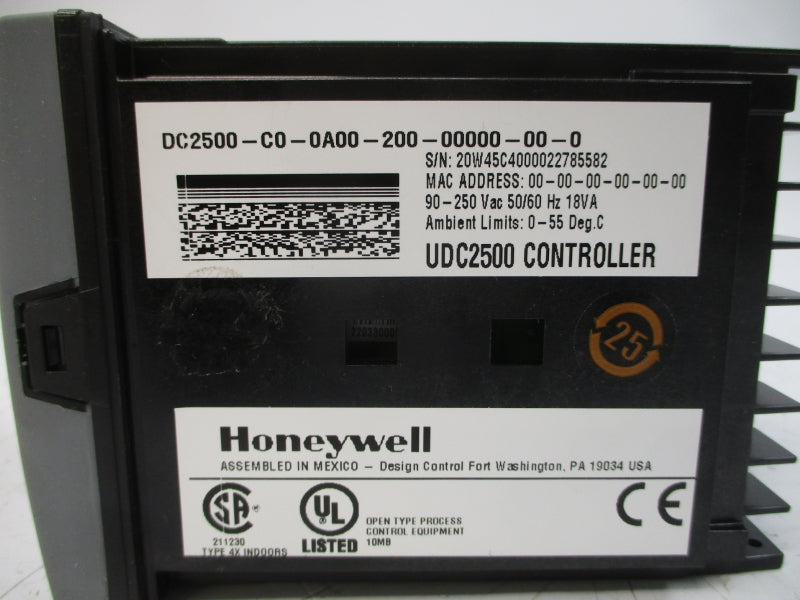 DC2500-C0-0A00-200-00000-00-0
S/N: 20W45C4000022785582
MAC ADDRESS: 00-00-00-00-00-00
90-250 Vac 50/60 Hz 18VA
Ambient Limits: 0-55 Deg.C
UDC2500 CONTROLLER
25
Honeywell
ASSEMBLED IN MEXICO - Design Control Fort Washington, PA 19034 USA
SA
211230
TYPE 4X INDOORS
UL
LISTED
OPEN TYPE PROCESS
CONTROL EQUIPMENT
10MB
CE